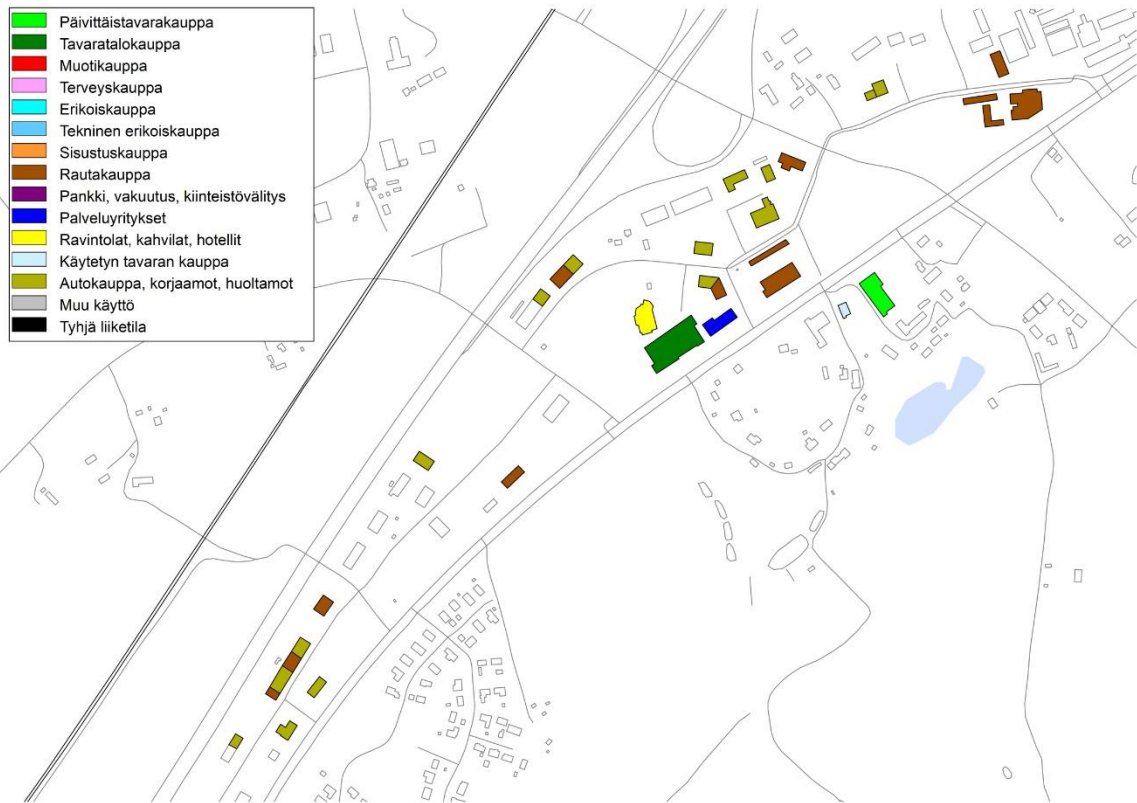 Päivittäistavarakauppa
Tavaratalokauppa
Muotikauppa
Terveyskauppa
Erikoiskauppa
Tekninen erikoiskauppa
Sisustuskauppa
Rautakauppa
Pankki, vakuutus, kiinteistövälitys
Palveluyritykset
Ravintolat, kahvilat, hotellit
Käytetyn tavaran kauppa
Autokauppa, korjaamot, huoltamot
Muu käyttö
Tyhjä liiketila